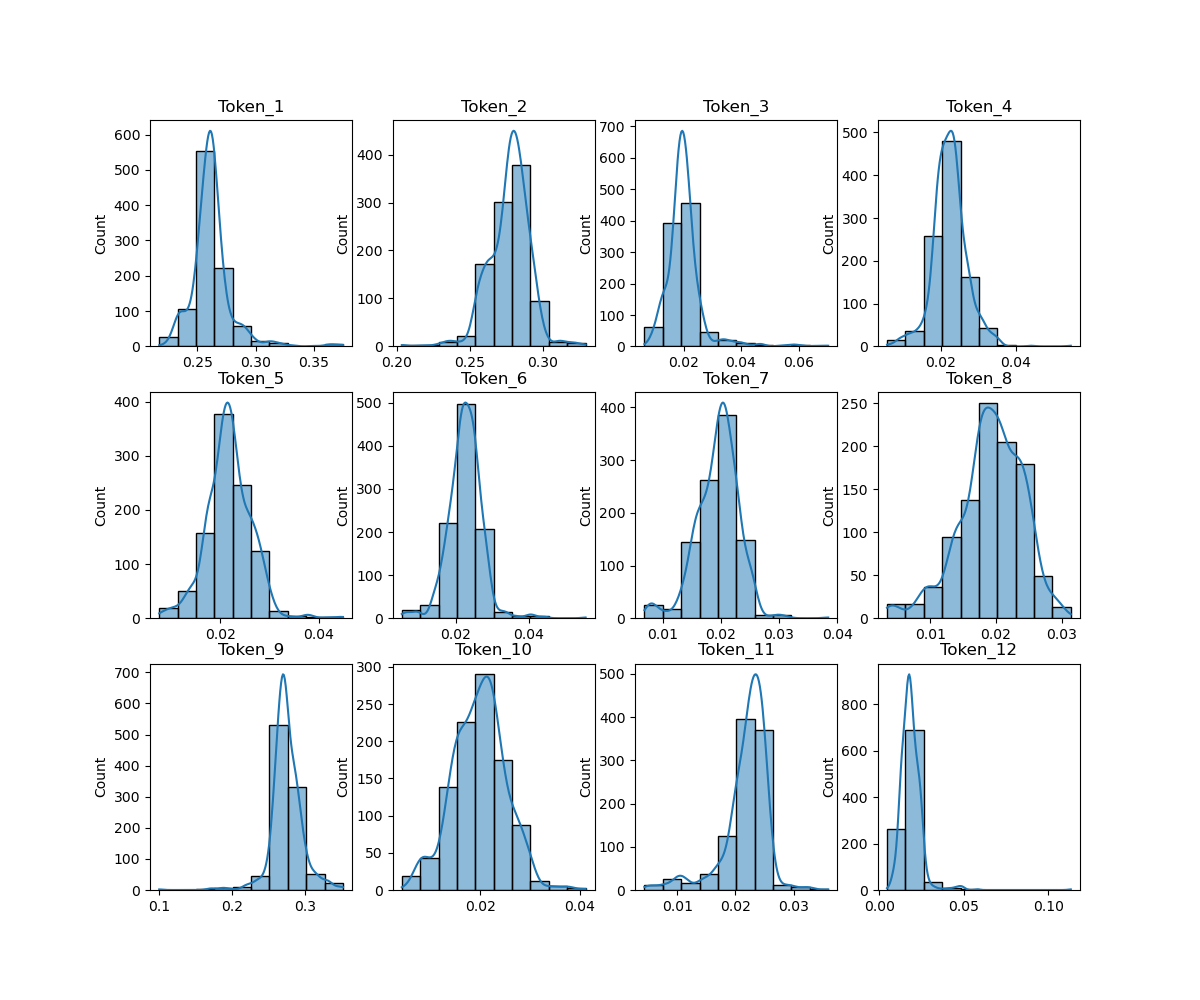 Token_1 Token_2 Token_3 Token_4
Count Count Count Count
600 500 400 300 200 100 0
400 300 200 100 0
700 600 500 400 300 200 100 0
500 400 300 200 100 0
0.25 0.30 0.35
0.20 0.25 0.30
0.02 0.04 0.06
0.02 0.04
Token_5 Token_6 Token_7 Token_8
Count Count Count Count
400 300 200 100 0
500 400 300 200 100 0
400 300 200 100 0
250 200 150 100 50 0
0.02 0.04
0.02 0.04
0.01 0.02 0.03 0.04
0.01 0.02 0.03
Token_9 Token_10 Token_11 Token_12
Count Count Count Count
700 600 500 400 300 200 100 0
300 250 200 150 100 50 0
500 400 300 200 100 0
800 600 400 200 0
0.1 0.2 0.3
0.02 0.04
0.01 0.02 0.03
0.00 0.05 0.10